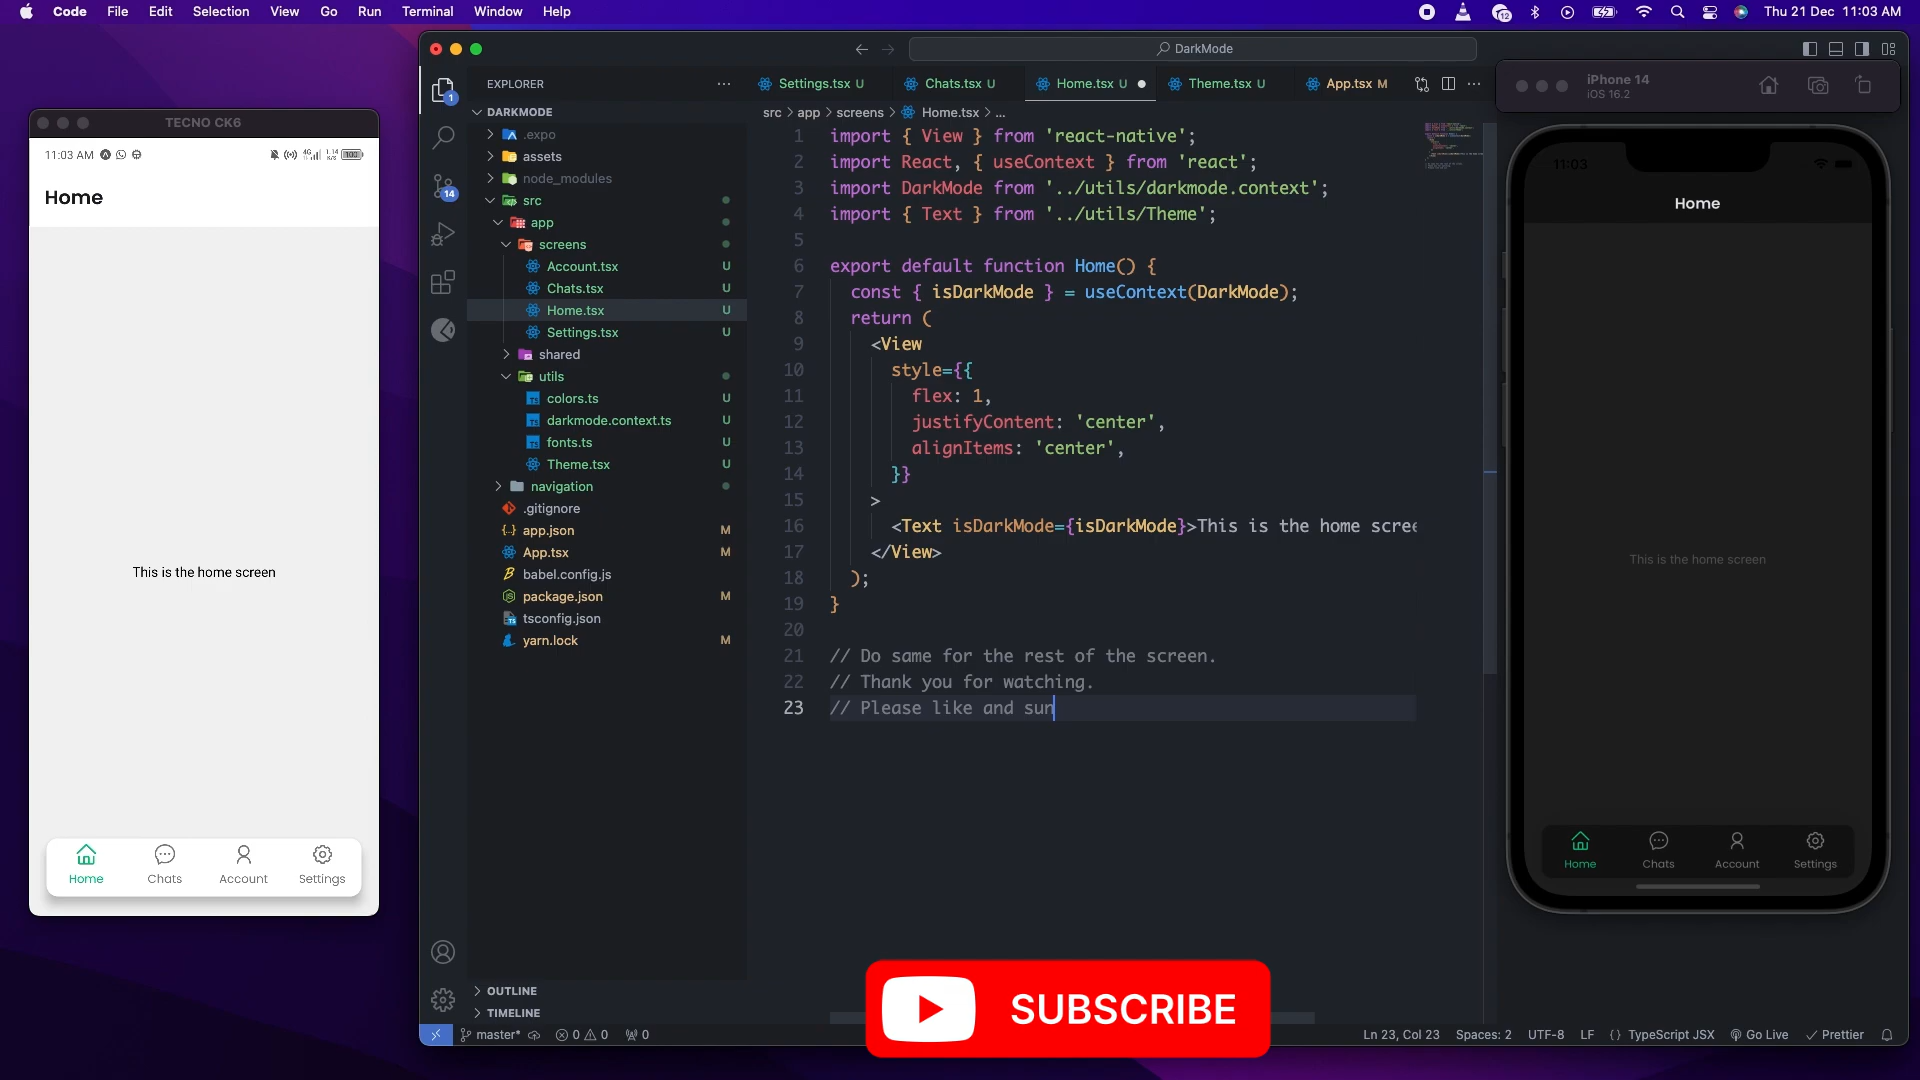 Code File Edit Selection View Go Run Terminal Window Help
12
Thu 21 Dec 11:03 AM
TECNO CK6
11:03 AM
4G
1.14
K/S
100
Home
This is the home screen
Home Chats Account Settings
DarkMode
1
14
EXPLORER
DARKMODE
.expo
assets
node_modules
src
app
screens
Account.tsx U
Chats.tsx U
Home.tsx U
Settings.tsx U
shared
utils
colors.ts U
darkmode.context.ts U
fonts.ts U
Theme.tsx U
navigation
.gitignore
app.json M
App.tsx M
babel.config.js
package.json M
tsconfig.json
yarn.lock M
OUTLINE
TIMELINE
Settings.tsx U Chats.tsx U Home.tsx U Theme.tsx U App.tsx M
src > app > screens > Home.tsx > ...
1 import { View } from 'react-native';
2 import React, { useContext } from 'react';
3 import DarkMode from '../utils/darkmode.context';
4 import { Text } from '../utils/Theme';
5
6 export default function Home() {
7 const { isDarkMode } = useContext(DarkMode);
8 return (
9 <View
10 style={{
11 flex: 1,
12 justifyContent: 'center',
13 alignItems: 'center',
14 }}
15 >
16 <Text isDarkMode={isDarkMode}>This is the home scree
17 </View>
18 );
19 }
20
21 // Do same for the rest of the screen.
22 // Thank you for watching.
23 // Please like and sun
iPhone 14
iOS 16.2
11:03
Home
This is the home screen
Home Chats Account Settings
SUBSCRIBE
master* 0 0 0
Ln 23, Col 23 Spaces: 2 UTF-8 LF {} TypeScript JSX Go Live Prettier